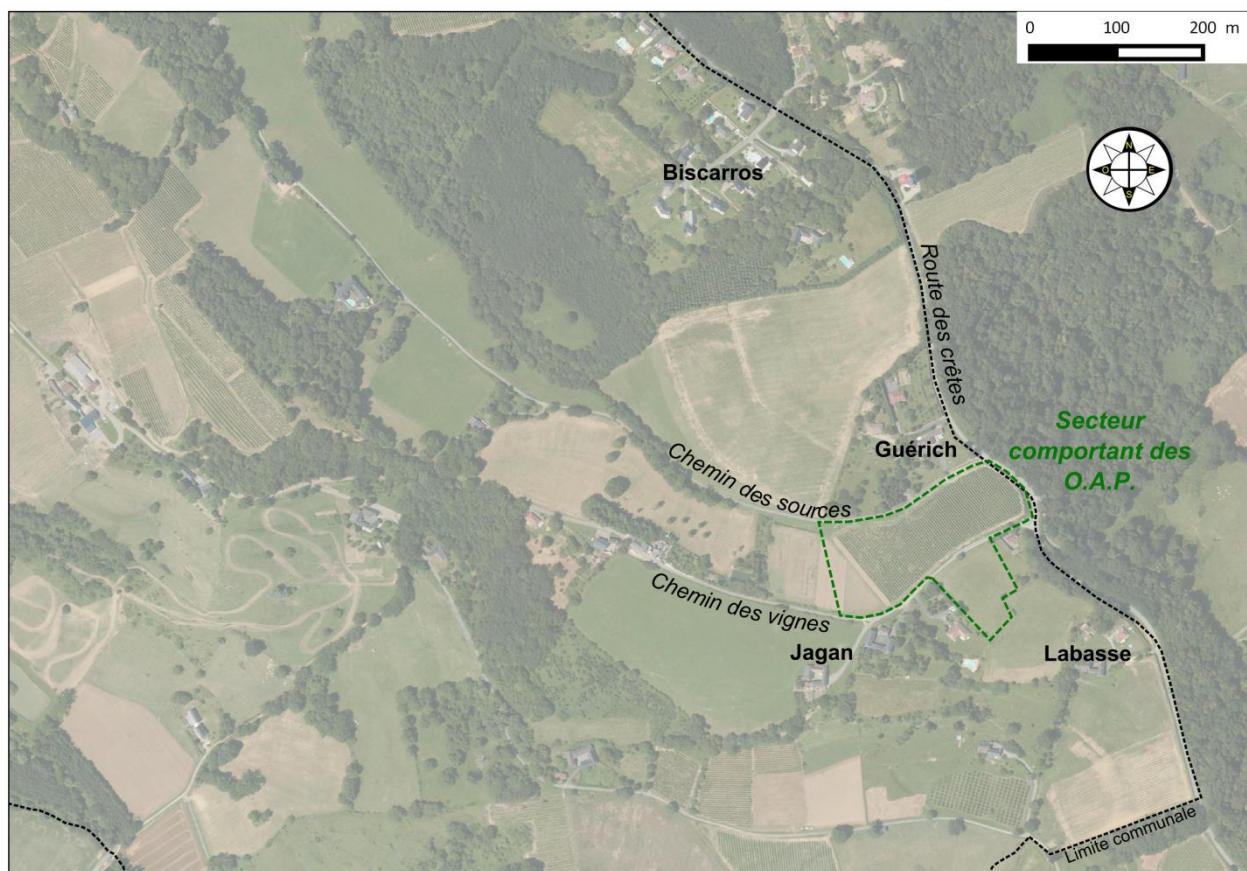 0 100 200 m
N
O E
S
Biscarros
Route des crêtes
Secteur
comportant des
O.A.P.
Guérich
Chemin des sources
Chemin des vignes
Jagan
Labasse
Limite communale